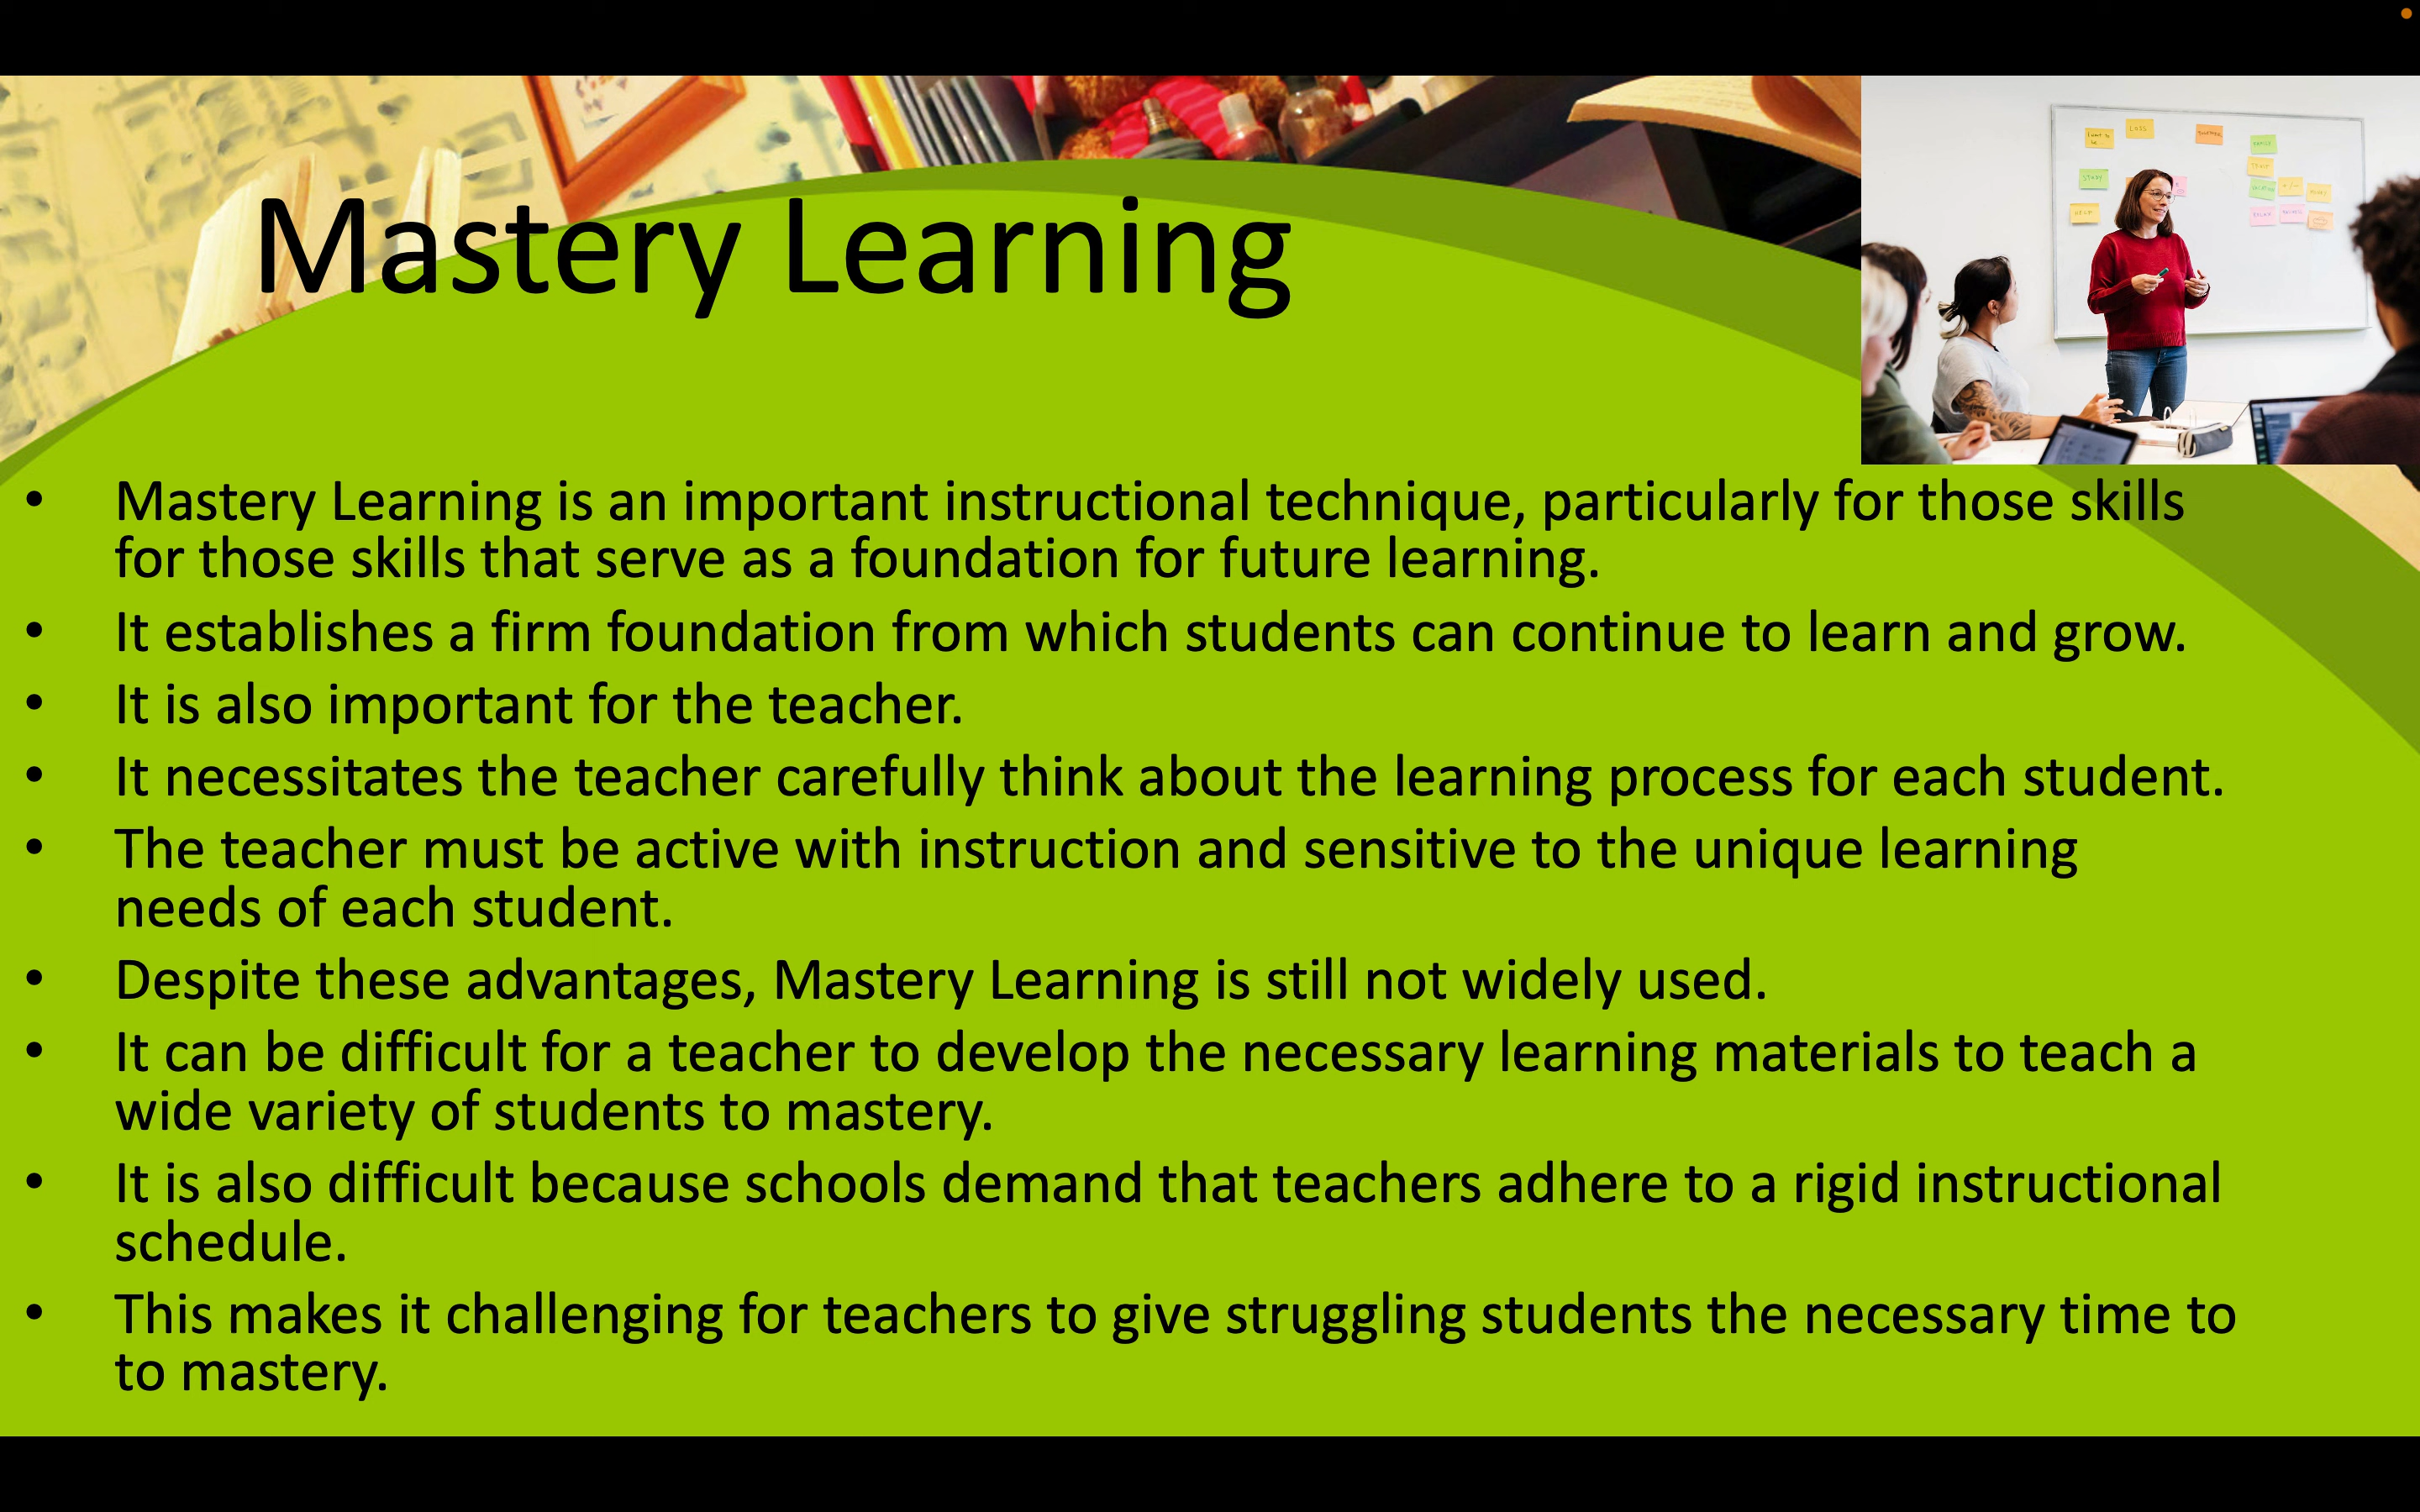 Mastery Learning
LOSS
• Mastery Learning is an important instructional technique, particularly for those skills
for those skills that serve as a foundation for future learning.
• It establishes a firm foundation from which students can continue to learn and grow.
• It is also important for the teacher.
• It necessitates the teacher carefully think about the learning process for each student.
• The teacher must be active with instruction and sensitive to the unique learning
needs of each student.
• Despite these advantages, Mastery Learning is still not widely used.
• It can be difficult for a teacher to develop the necessary learning materials to teach a
wide variety of students to mastery.
• It is also difficult because schools demand that teachers adhere to a rigid instructional
schedule.
• This makes it challenging for teachers to give struggling students the necessary time to
to mastery.